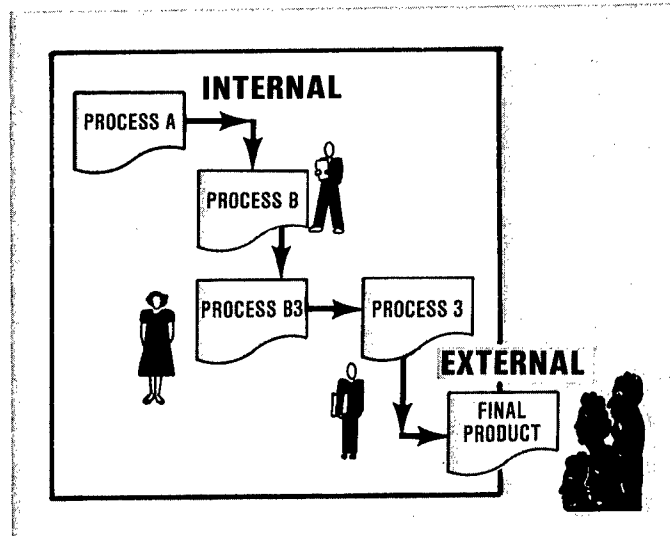 INTERNAL
PROCESS A
PROCESS B
PROCESS B3
PROCESS 3
EXTERNAL
FINAL
PRODUCT